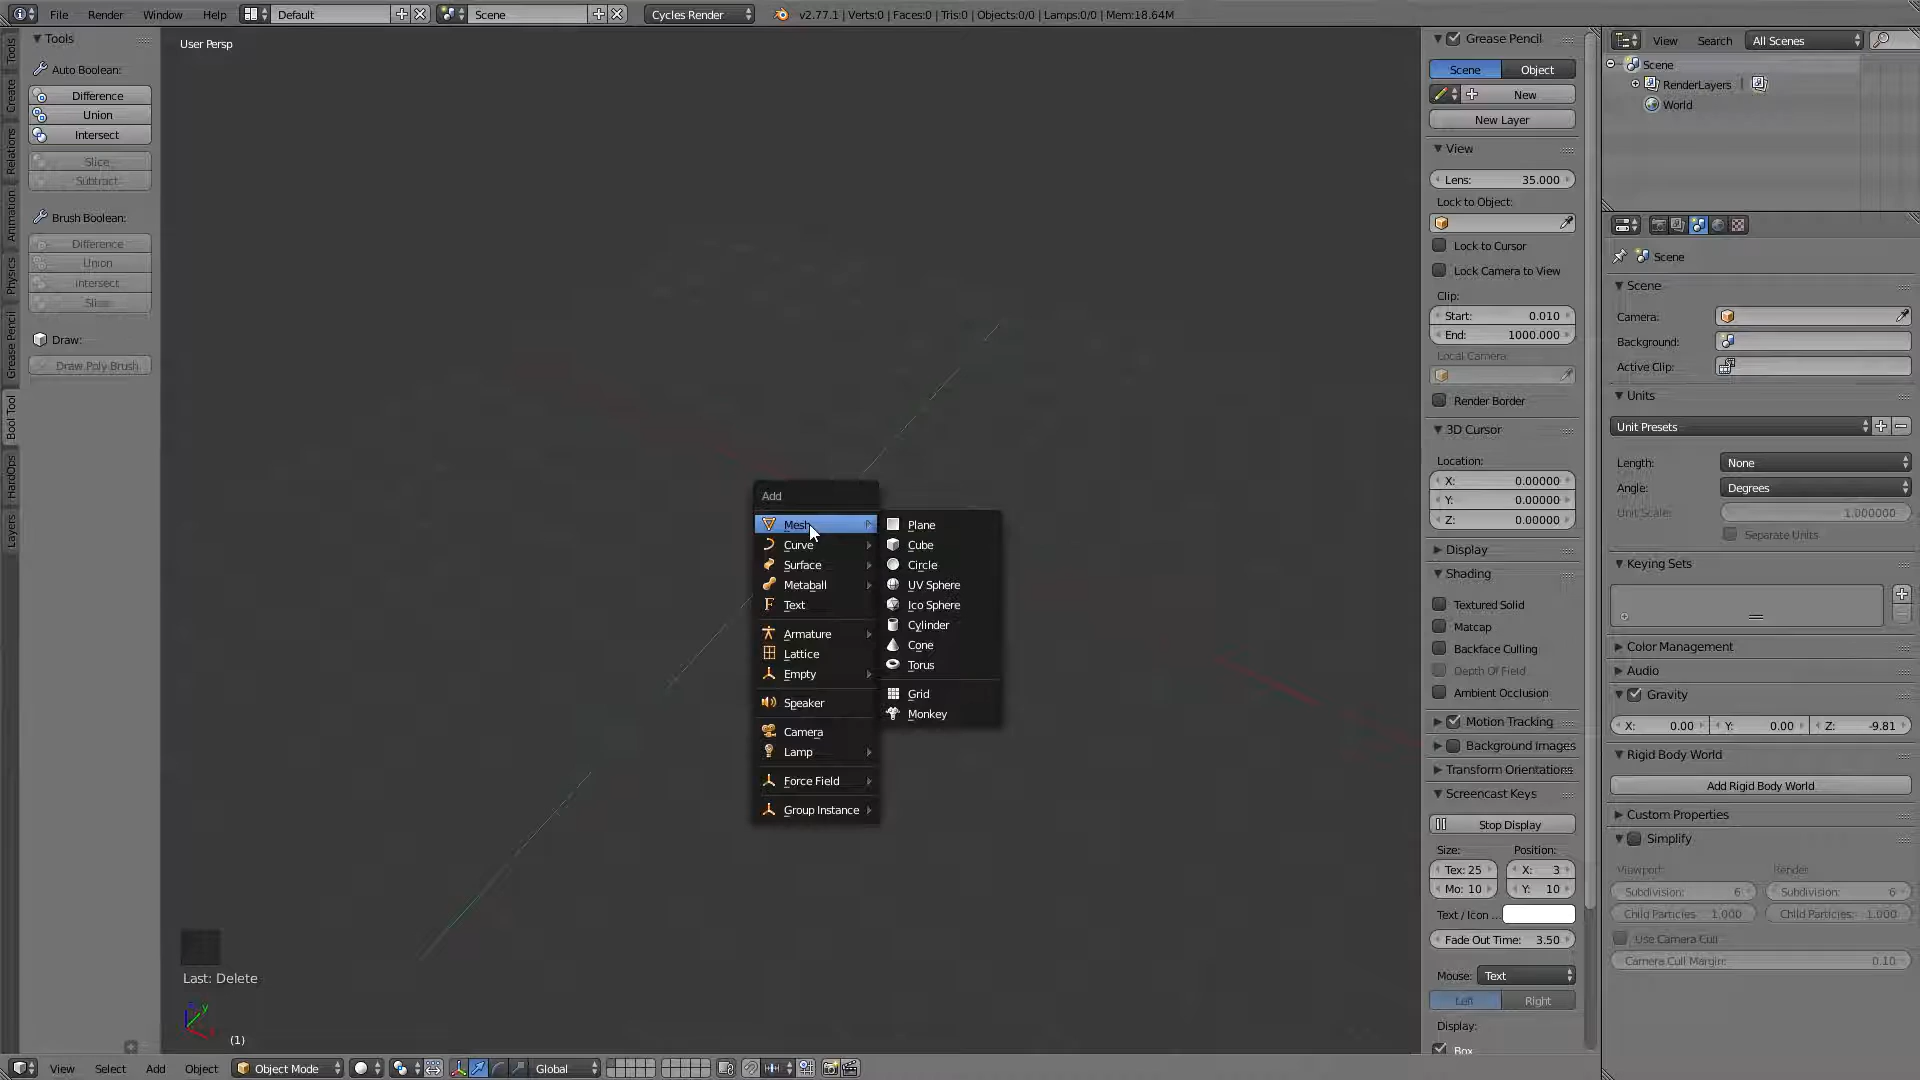 File Render Window Help Default Scene Cycles Render v2.77.1 | Verts:0 | Faces:0 | Tris:0 | Objects:0/0 | Lamps:0/0 | Mem:18.64M
Tools
Create
Relations
Animation
Physics
Grease Pencil
Bool Tool
HardOps
Layers
Tools
Auto Boolean:
Difference
Union
Intersect
Slice
Subtract
Brush Boolean:
Difference
Union
Intersect
Slice
Draw:
Draw Poly Brush
User Persp
Add
Mesh
Curve
Surface
Metaball
Text
Armature
Lattice
Empty
Speaker
Camera
Lamp
Force Field
Group Instance
Plane
Cube
Circle
UV Sphere
Ico Sphere
Cylinder
Cone
Torus
Grid
Monkey
Last: Delete
y
(1)
View Select Add Object Object Mode Global
Grease Pencil
Scene Object
New
New Layer
View
Lens: 35.000
Lock to Object:
Lock to Cursor
Lock Camera to View
Clip:
Start: 0.010
End: 1000.000
Local Camera:
Render Border
3D Cursor
Location:
X: 0.00000
Y: 0.00000
Z: 0.00000
Display
Shading
Textured Solid
Matcap
Backface Culling
Depth Of Field
Ambient Occlusion
Motion Tracking
Background Images
Transform Orientations
Screencast Keys
Stop Display
Size: Position:
Tex: 25 X: 3
Mo: 10 Y: 10
Text / Icon ...
Fade Out Time: 3.50
Mouse: Text
Left Right
Display:
Box
View Search All Scenes
Scene
RenderLayers |
World
Scene
Scene
Camera:
Background:
Active Clip:
Units
Unit Presets
Length: None
Angle: Degrees
Unit Scale: 1.000000
Separate Units
Keying Sets
Color Management
Audio
Gravity
X: 0.00 Y: 0.00 Z: -9.81
Rigid Body World
Add Rigid Body World
Custom Properties
Simplify
Viewport: Render:
Subdivision: 6 Subdivision: 6
Child Particles: 1.000 Child Particles: 1.000
Use Camera Cull
Camera Cull Margin: 0.10